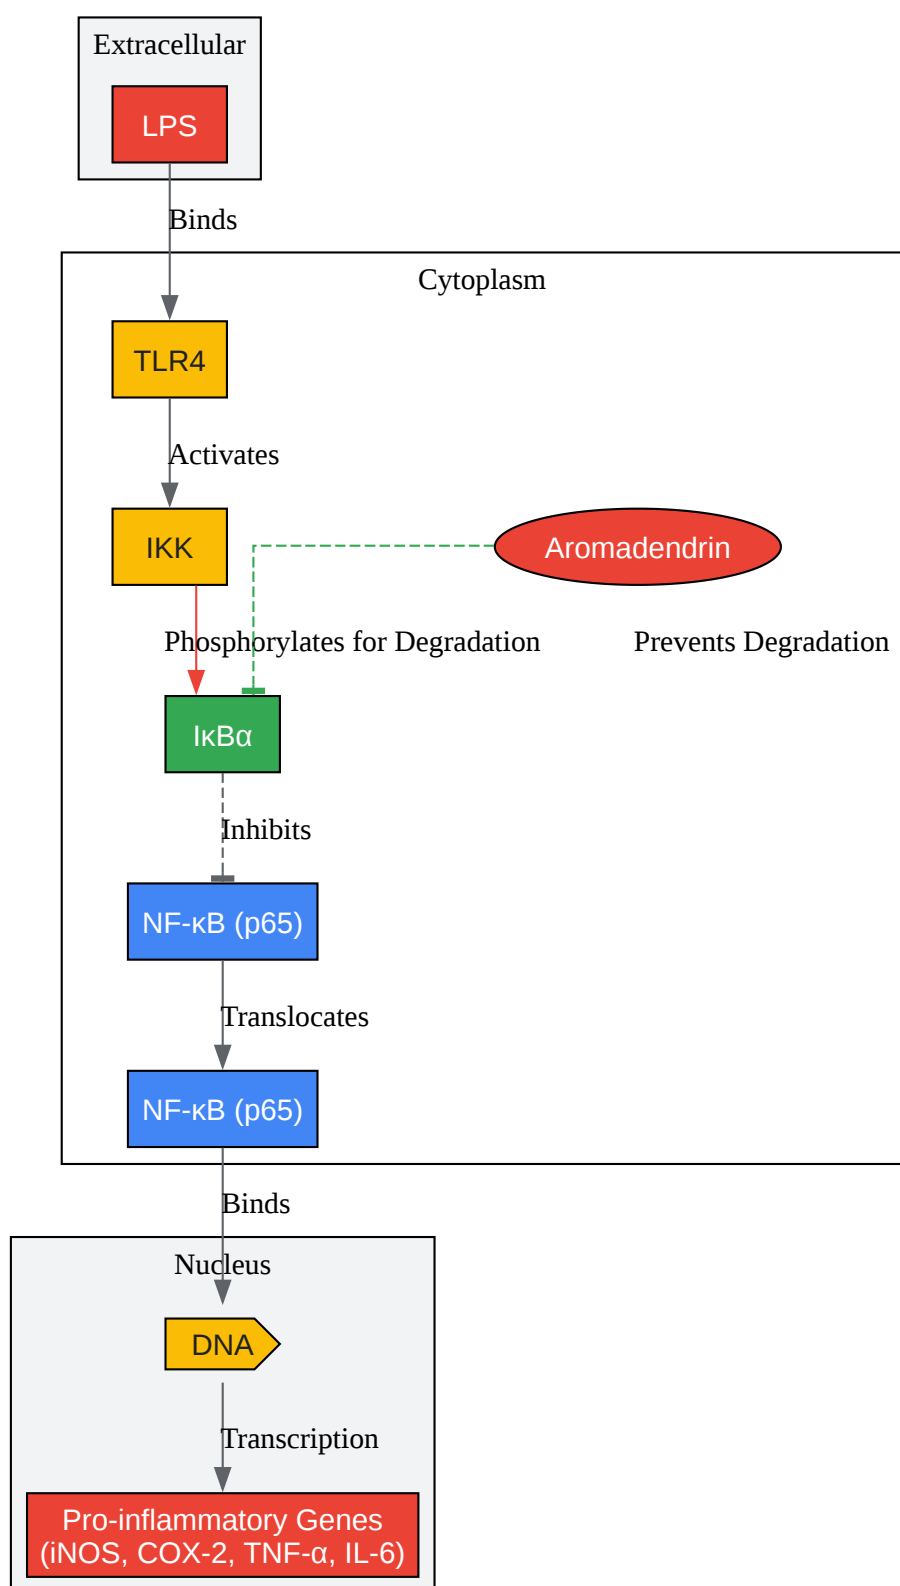 Extracellular
LPS
Binds
Cytoplasm
TLR4
Activates
IKK
Aromadendrin
Phosphorylates for Degradation
Prevents Degradation
IκBα
Inhibits
NF-κB (p65)
Translocates
NF-κB (p65)
Binds
Nucleus
DNA
Transcription
Pro-inflammatory Genes
(iNOS, COX-2, TNF-α, IL-6)